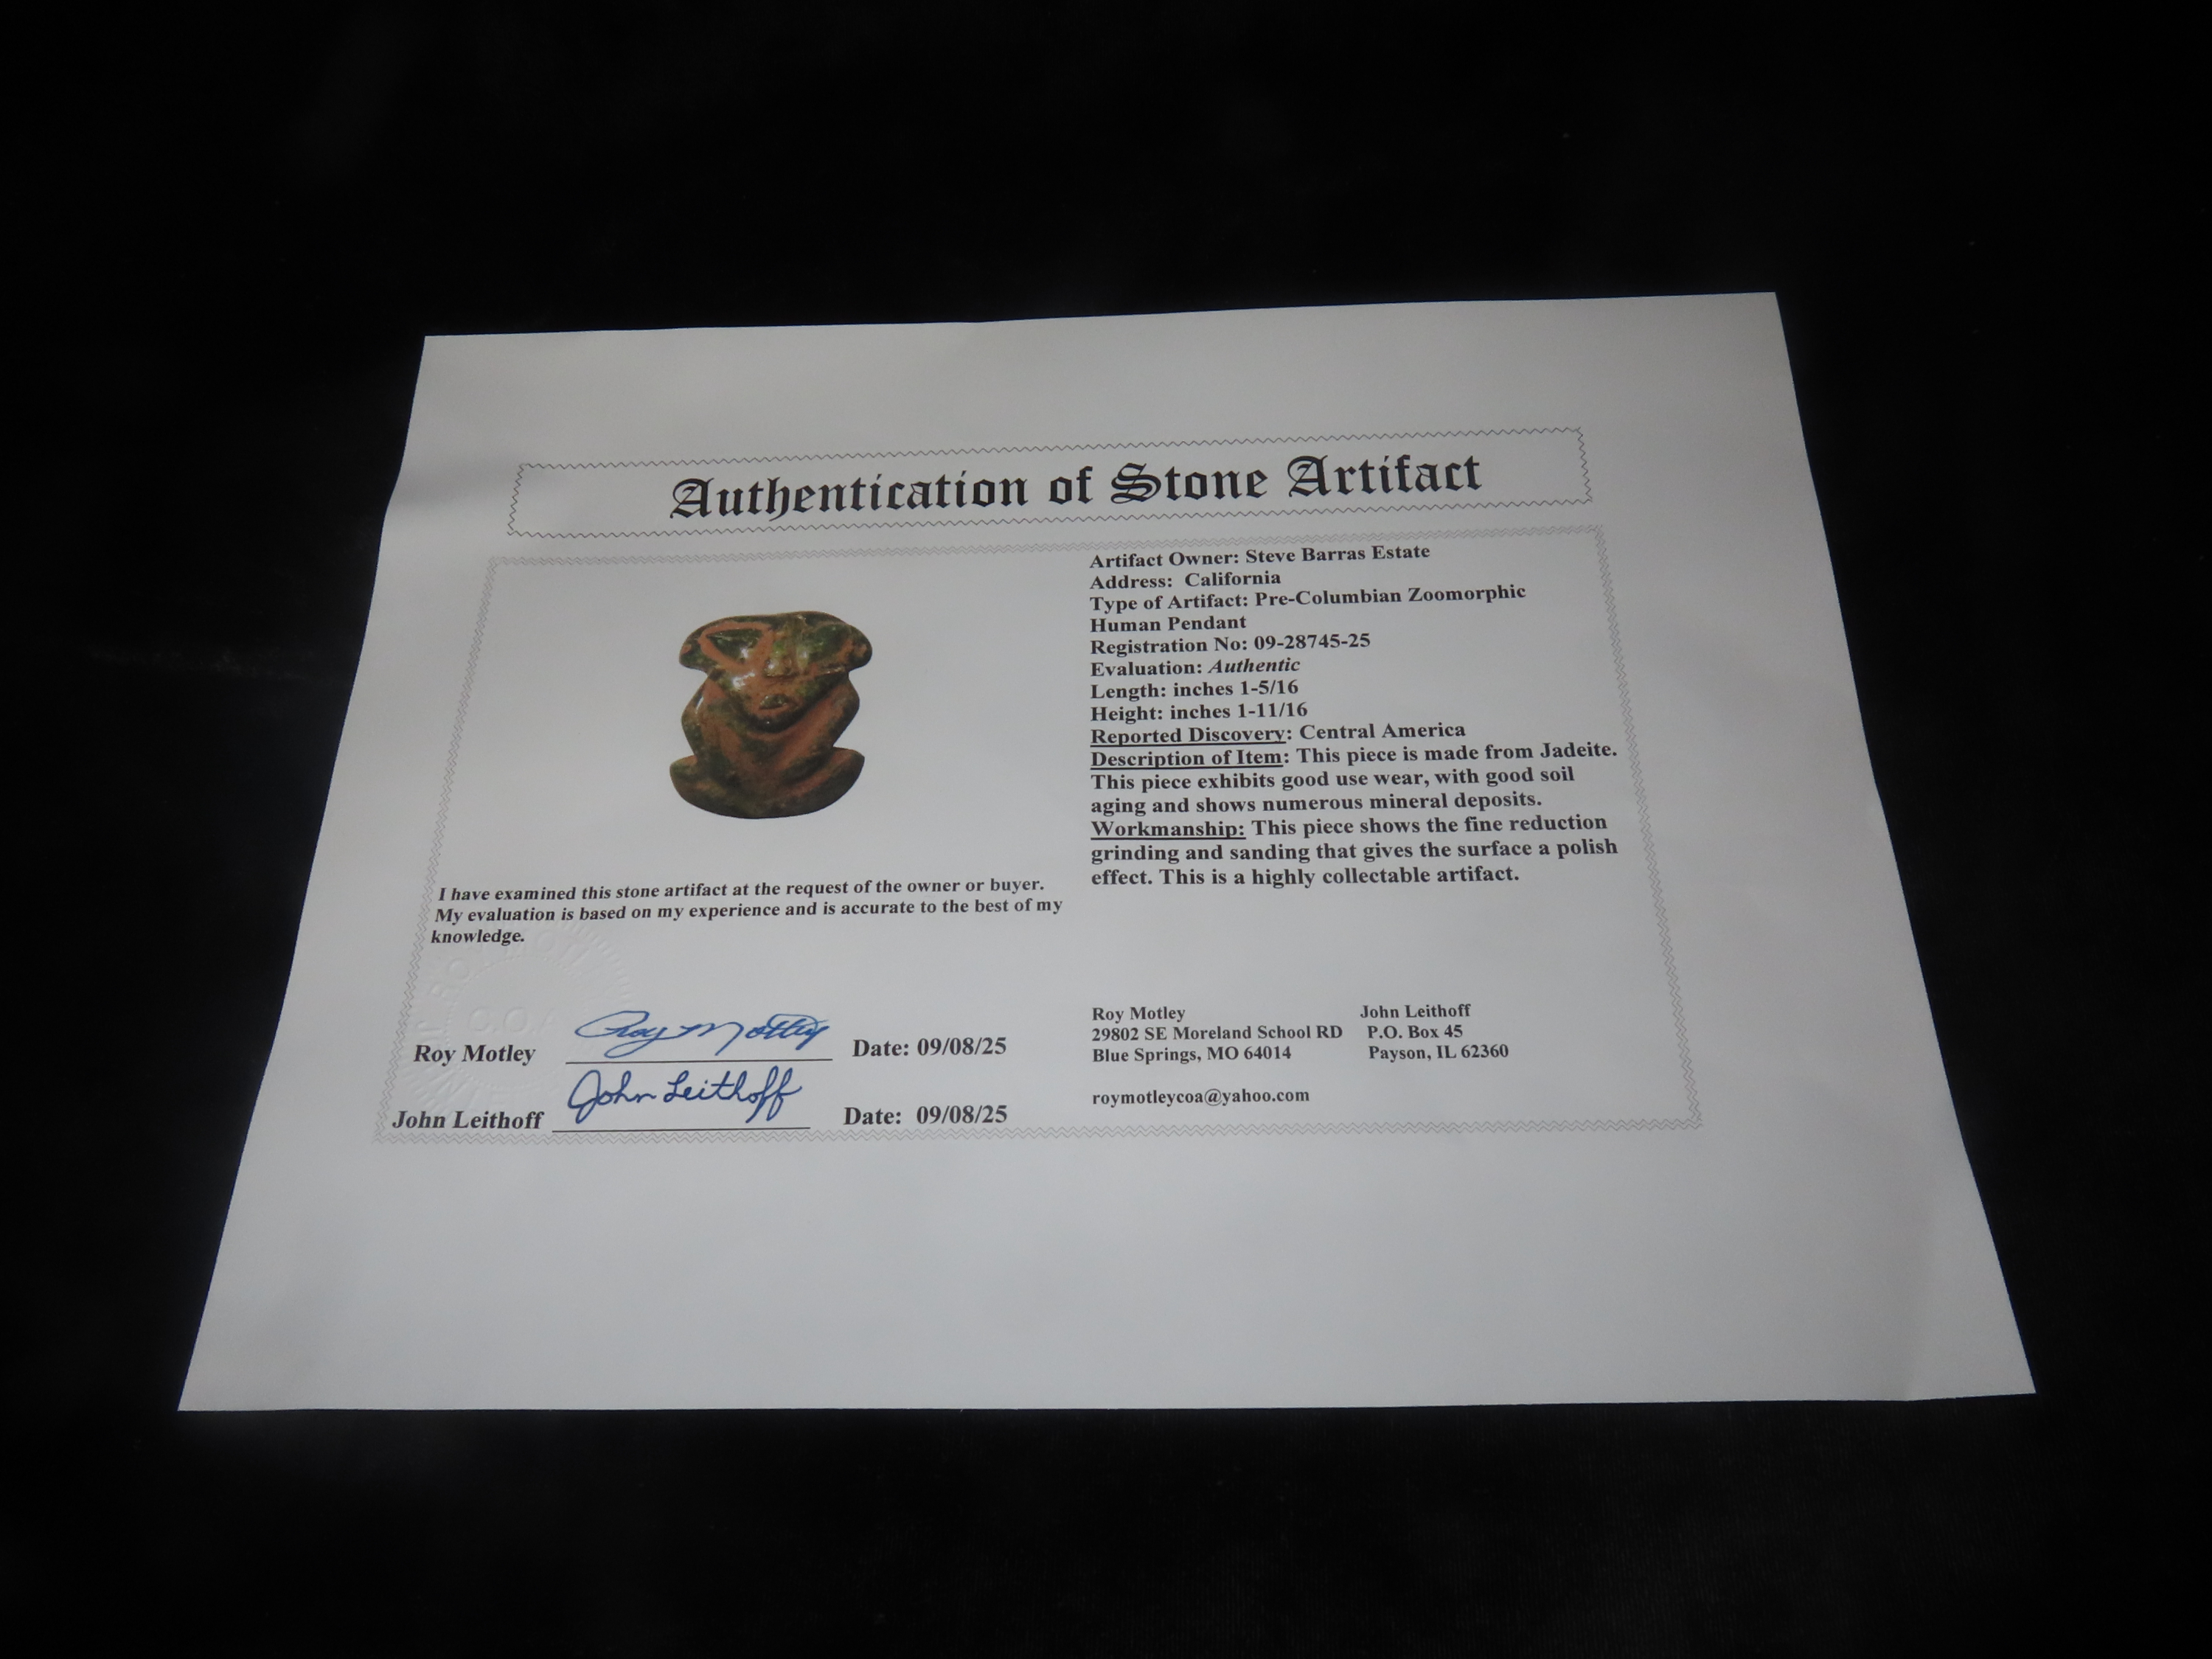 Authentication of Stone Artifact
Artifact Owner: Steve Barras Estate
Address: California
Type of Artifact: Pre-Columbian Zoomorphic
Human Pendant
Registration No: 09-28745-25
Evaluation: Authentic
Length: inches 1-5/16
Height: inches 1-11/16
Reported Discovery: Central America
Description of Item: This piece is made from Jadeite.
This piece exhibits good use wear, with good soil
aging and shows numerous mineral deposits.
Workmanship: This piece shows the fine reduction
grinding and sanding that gives the surface a polish
effect. This is a highly collectable artifact.
I have examined this stone artifact at the request of the owner or buyer.
My evaluation is based on my experience and is accurate to the best of my
knowledge.
C.O.A
Roy Motley Roy Motley Date: 09/08/25
John Leithoff John Leithoff Date: 09/08/25
Roy Motley John Leithoff
29802 SE Moreland School RD P.O. Box 45
Blue Springs, MO 64014 Payson, IL 62360
roymotleycoa@yahoo.com